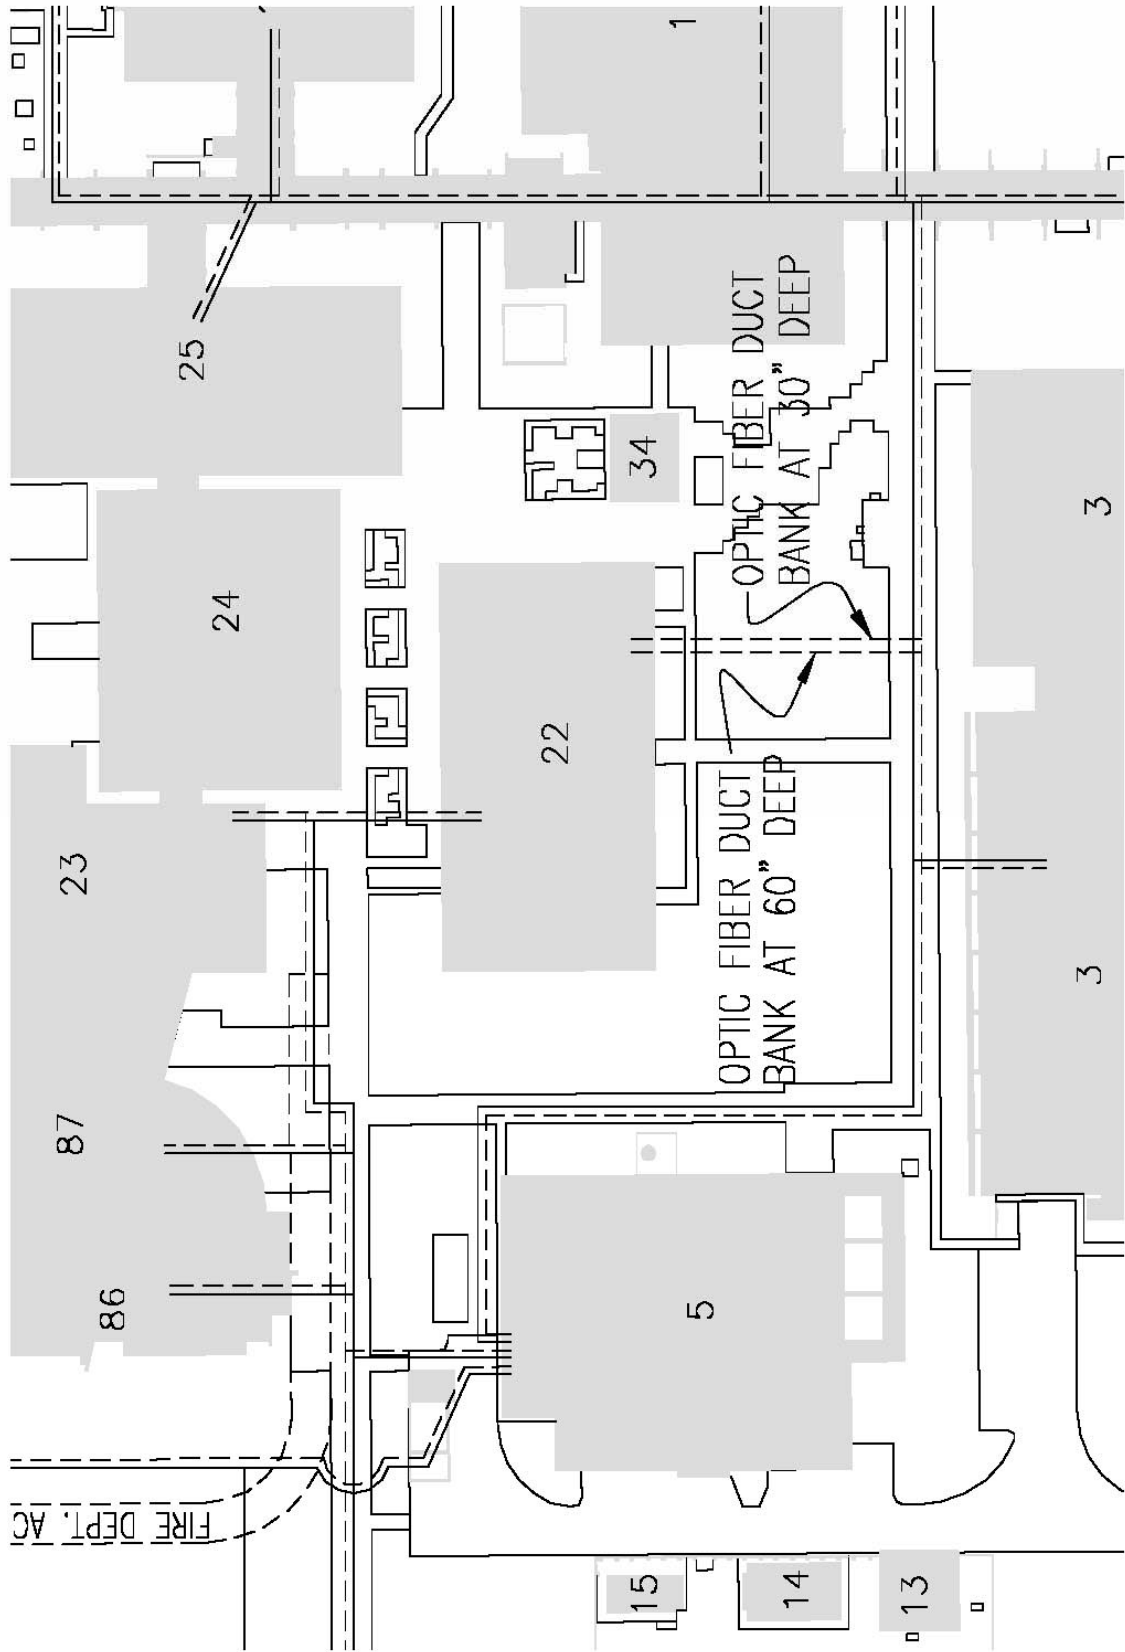 1
25
OPTIC FIBER DUCT
BANK AT 30" DEEP
34
3
24
22
OPTIC FIBER DUCT
BANK AT 60" DEEP
23
3
87
86
5
FIRE DEPT. AC
15
14
13